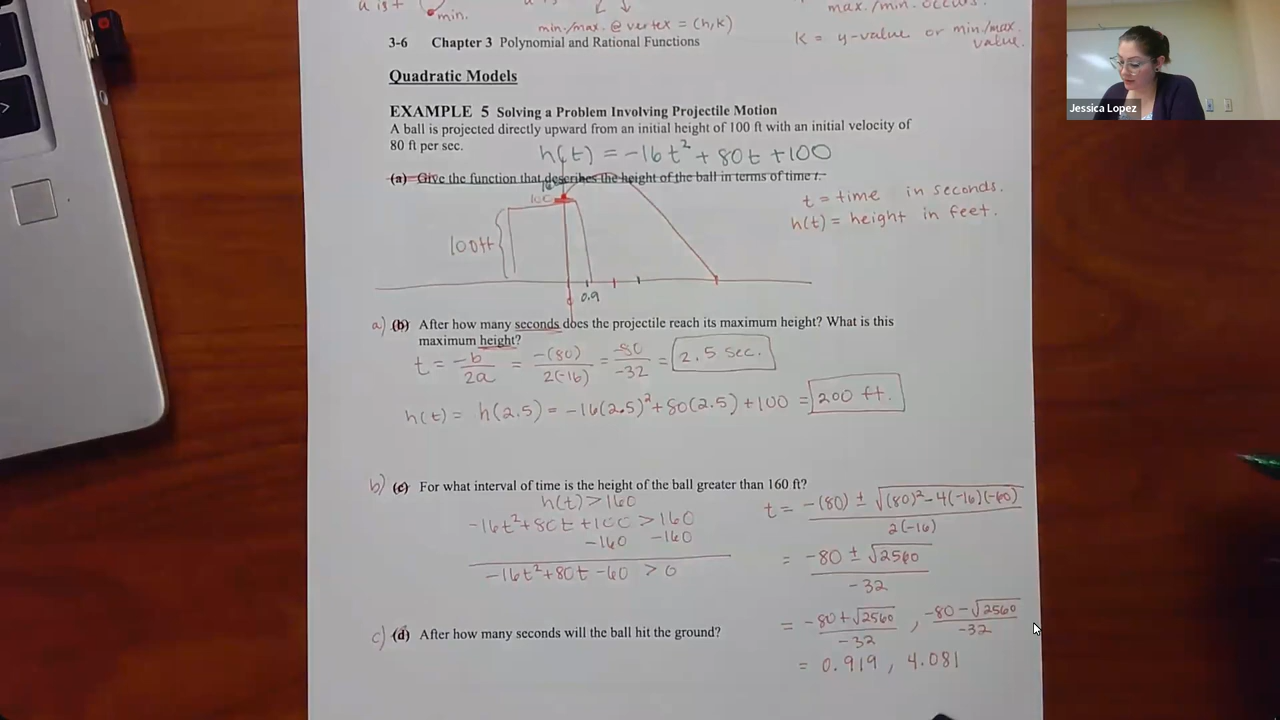 a is +
min.
min/max. @ vertex = (h,k)
max./min. occurs.
k = y-value or min/max value.
3-6 Chapter 3 Polynomial and Rational Functions
Jessica Lopez
Quadratic Models
EXAMPLE 5 Solving a Problem Involving Projectile Motion
A ball is projected directly upward from an initial height of 100 ft with an initial velocity of
80 ft per sec.
h(t) = -16t² + 80t + 100
(a) Give the function that describes the height of the ball in terms of time t.
t = time in seconds.
h(t) = height in feet.
100
100ft
0.9
a) (b) After how many seconds does the projectile reach its maximum height? What is this
maximum height?
t = -b/2a = -(80)/2(-16) = -80/-32 = 2.5 sec.
h(t) = h(2.5) = -16(2.5)² + 80(2.5) + 100 = 200 ft.
b) (c) For what interval of time is the height of the ball greater than 160 ft?
h(t) > 160
-16t² + 80t + 100 > 160
-160 -160
-16t² + 80t - 60 > 0
t = -(80) ± √(80)² - 4(-16)(-60) / 2(-16)
= -80 ± √2560 / -32
= -80 + √2560 / -32 , -80 - √2560 / -32
= 0.919 , 4.081
c) (d) After how many seconds will the ball hit the ground?